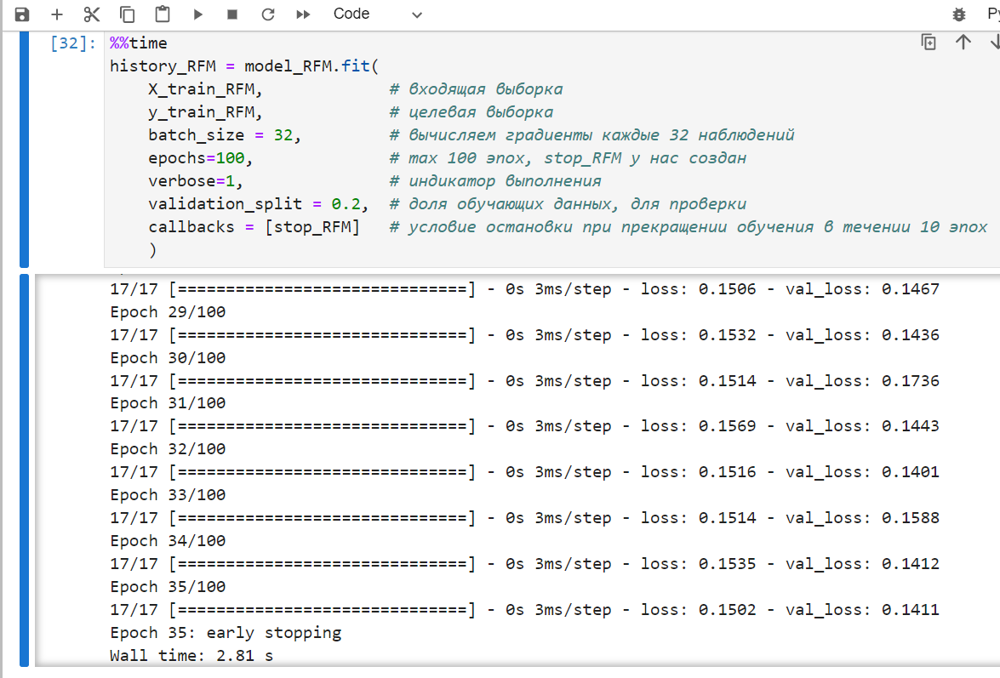 Code
Py
[32]: %%time
history_RFM = model_RFM.fit(
X_train_RFM, # входящая выборка
y_train_RFM, # целевая выборка
batch_size = 32, # вычисляем градиенты каждые 32 наблюдений
epochs=100, # max 100 эпох, stop_RFM у нас создан
verbose=1, # индикатор выполнения
validation_split = 0.2, # доля обучающих данных, для проверки
callbacks = [stop_RFM] # условие остановки при прекращении обучения в течении 10 эпох
)
17/17 [==============================] - 0s 3ms/step - loss: 0.1506 - val_loss: 0.1467
Epoch 29/100
17/17 [==============================] - 0s 3ms/step - loss: 0.1532 - val_loss: 0.1436
Epoch 30/100
17/17 [==============================] - 0s 3ms/step - loss: 0.1514 - val_loss: 0.1736
Epoch 31/100
17/17 [==============================] - 0s 3ms/step - loss: 0.1569 - val_loss: 0.1443
Epoch 32/100
17/17 [==============================] - 0s 3ms/step - loss: 0.1516 - val_loss: 0.1401
Epoch 33/100
17/17 [==============================] - 0s 3ms/step - loss: 0.1514 - val_loss: 0.1588
Epoch 34/100
17/17 [==============================] - 0s 3ms/step - loss: 0.1535 - val_loss: 0.1412
Epoch 35/100
17/17 [==============================] - 0s 3ms/step - loss: 0.1502 - val_loss: 0.1411
Epoch 35: early stopping
Wall time: 2.81 s